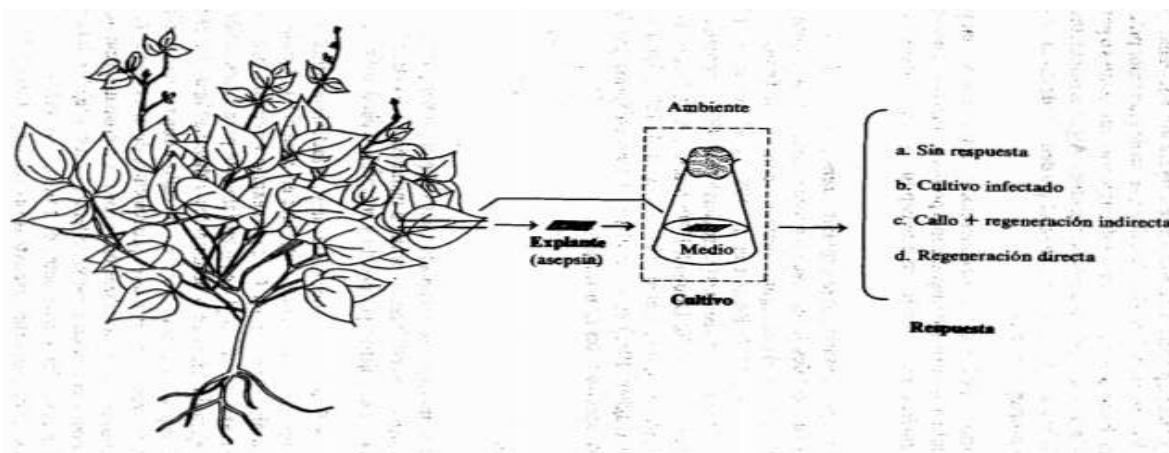 Ambiente
Explante
(asepsia)
Medio
Cultivo
a. Sin respuesta
b. Cultivo infectado
c. Callo + regeneración indirecta
d. Regeneración directa
Respuesta